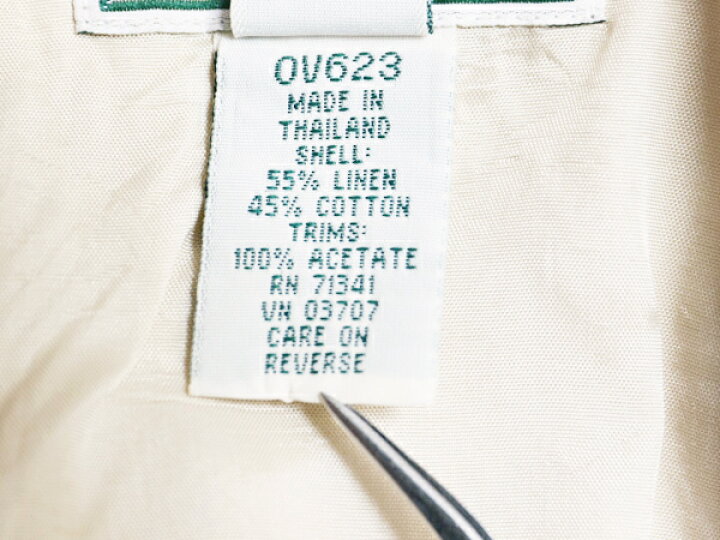 OV623
MADE IN
THAILAND
SHELL:
55% LINEN
45% COTTON
TRIMS:
100% ACETATE
RN 71341
VN 03707
CARE ON
REVERSE